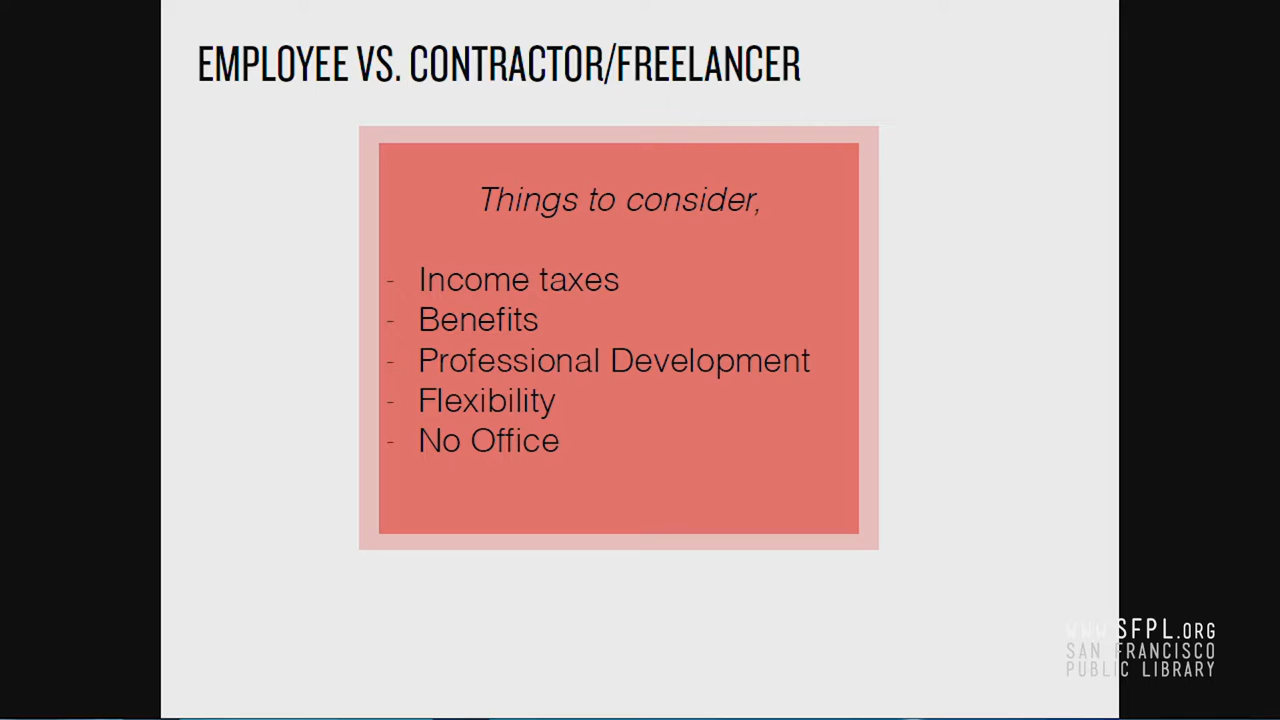 EMPLOYEE VS. CONTRACTOR/FREELANCER
Things to consider,
- Income taxes
- Benefits
- Professional Development
- Flexibility
- No Office
WWW.SFPL.ORG
SAN FRANCISCO
PUBLIC LIBRARY